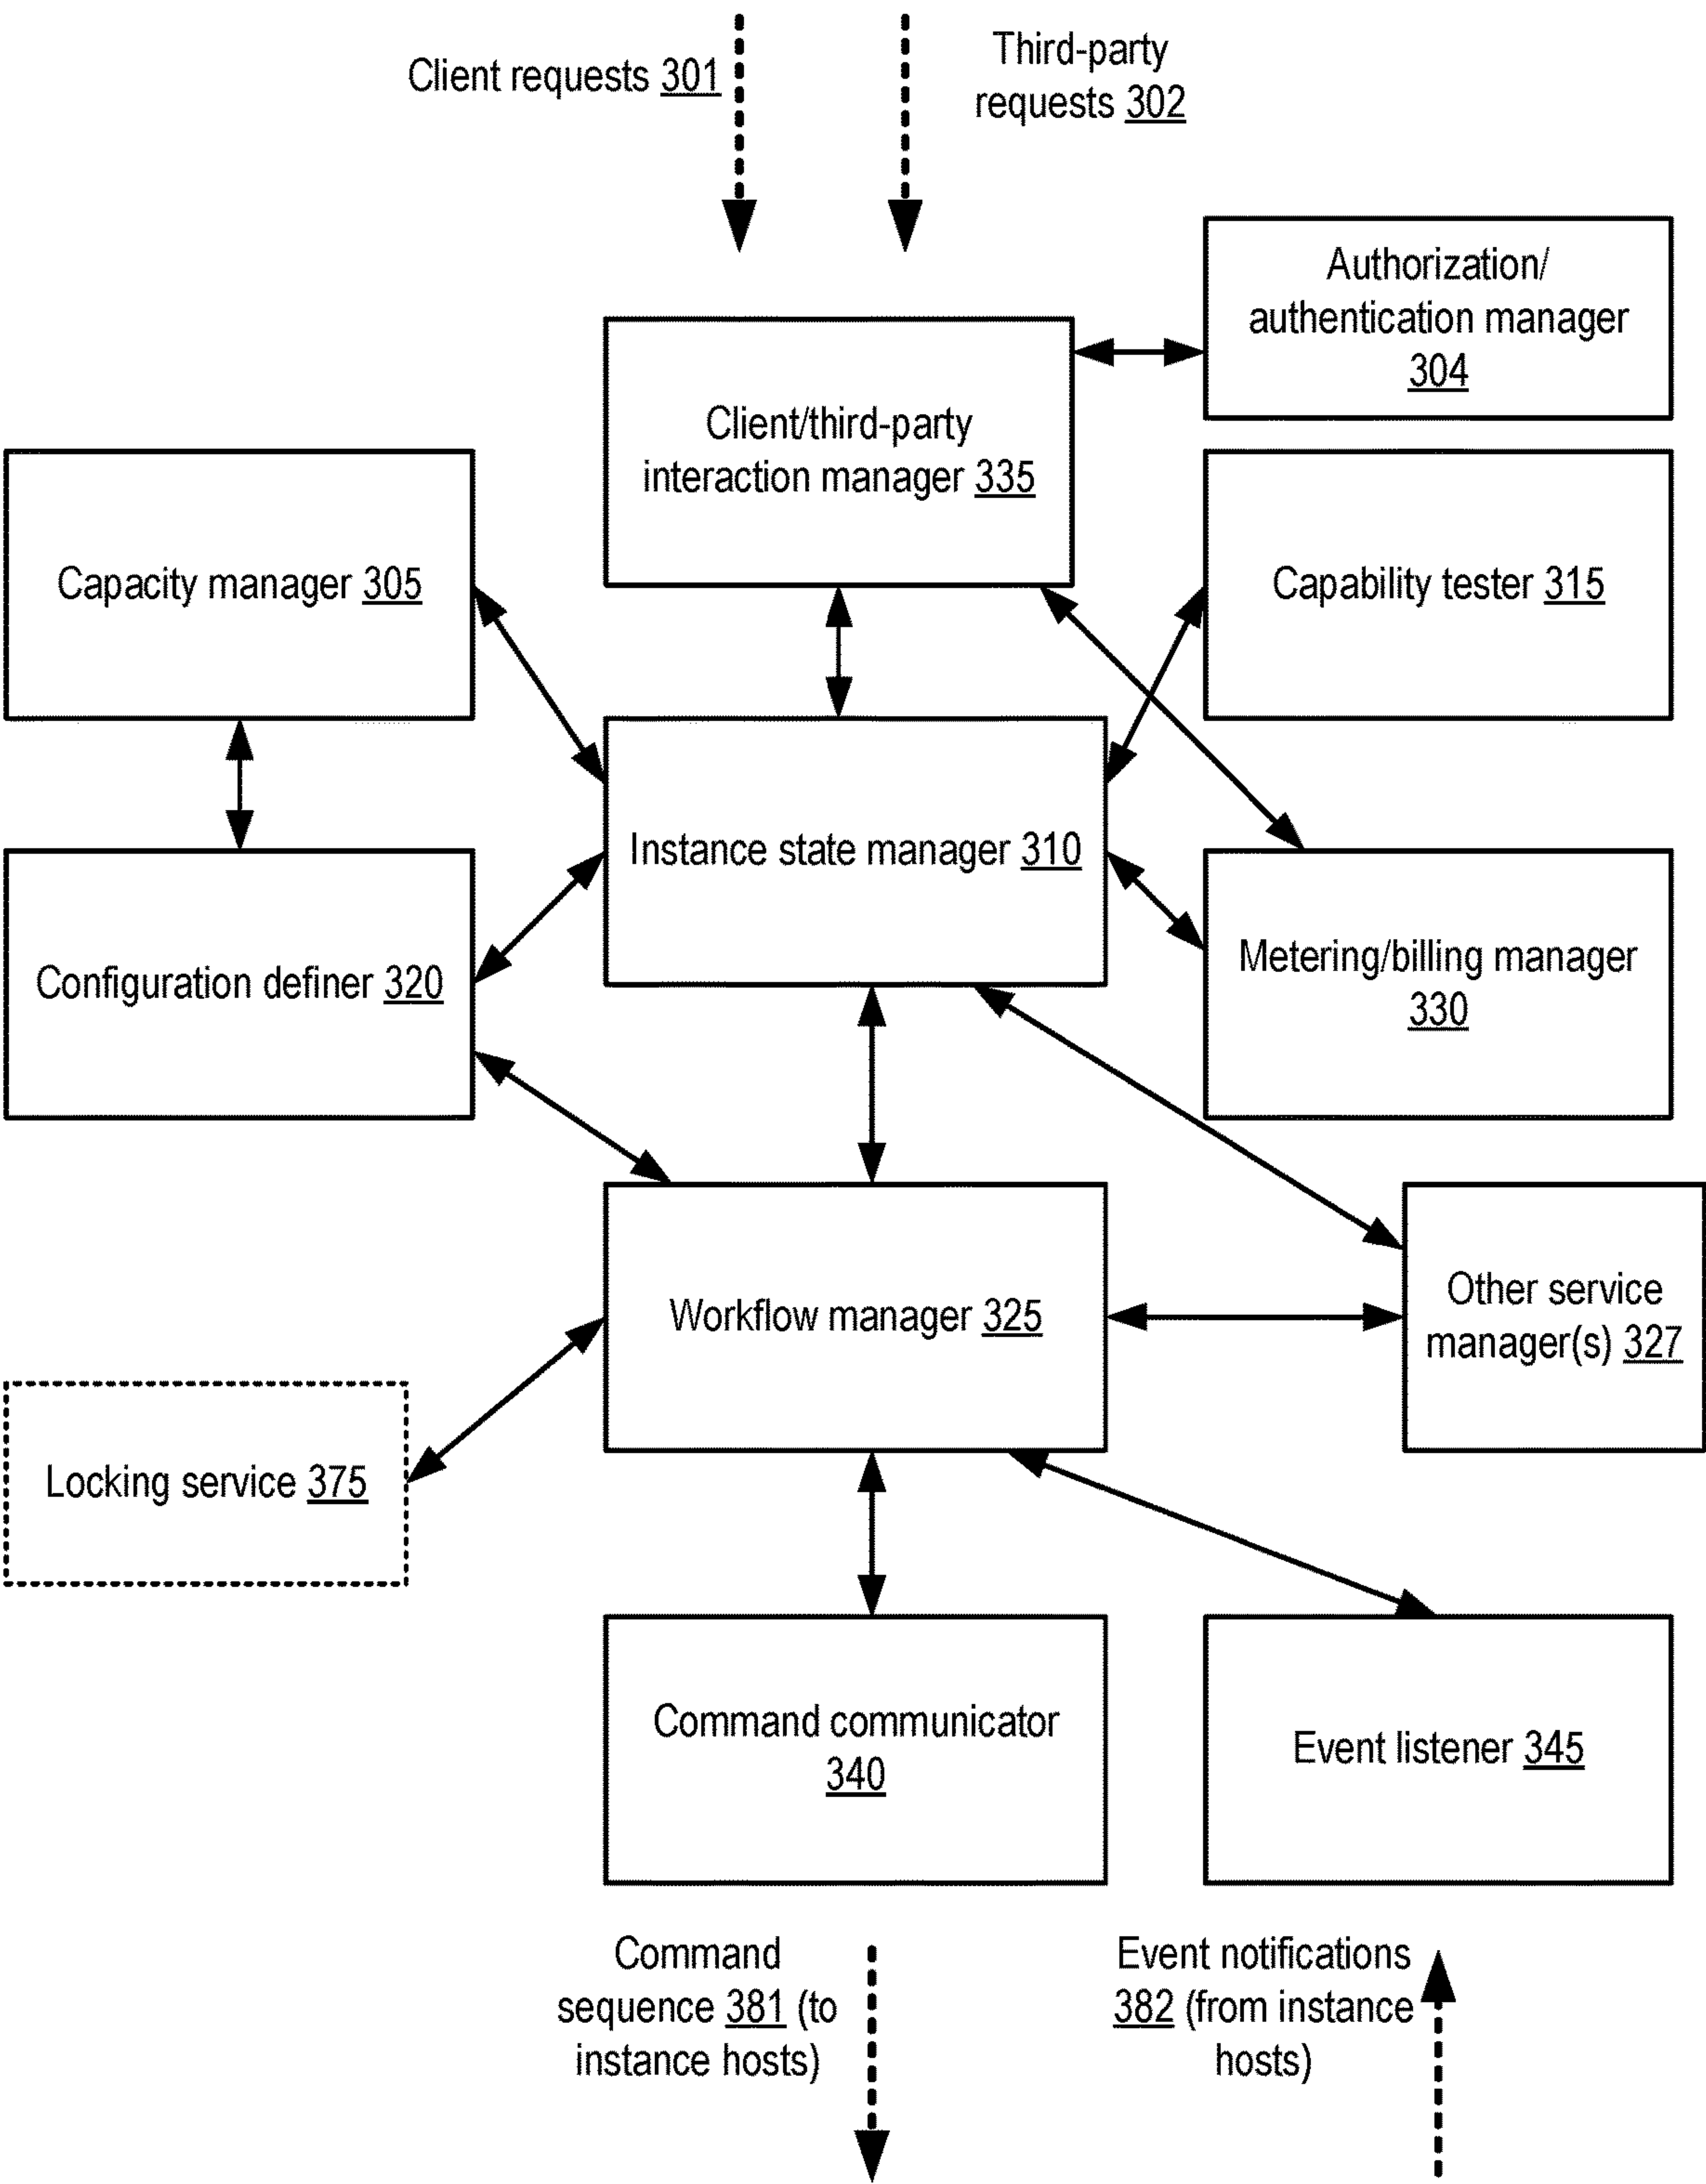 Client requests 301
Third-party
requests 302
Authorization/
authentication manager
304
Client/third-party
interaction manager 335
Capacity manager 305
Capability tester 315
Instance state manager 310
Configuration definer 320
Metering/billing manager
330
Workflow manager 325
Other service
manager(s) 327
Locking service 375
Command communicator
340
Event listener 345
Command
sequence 381 (to
instance hosts)
Event notifications
382 (from instance
hosts)